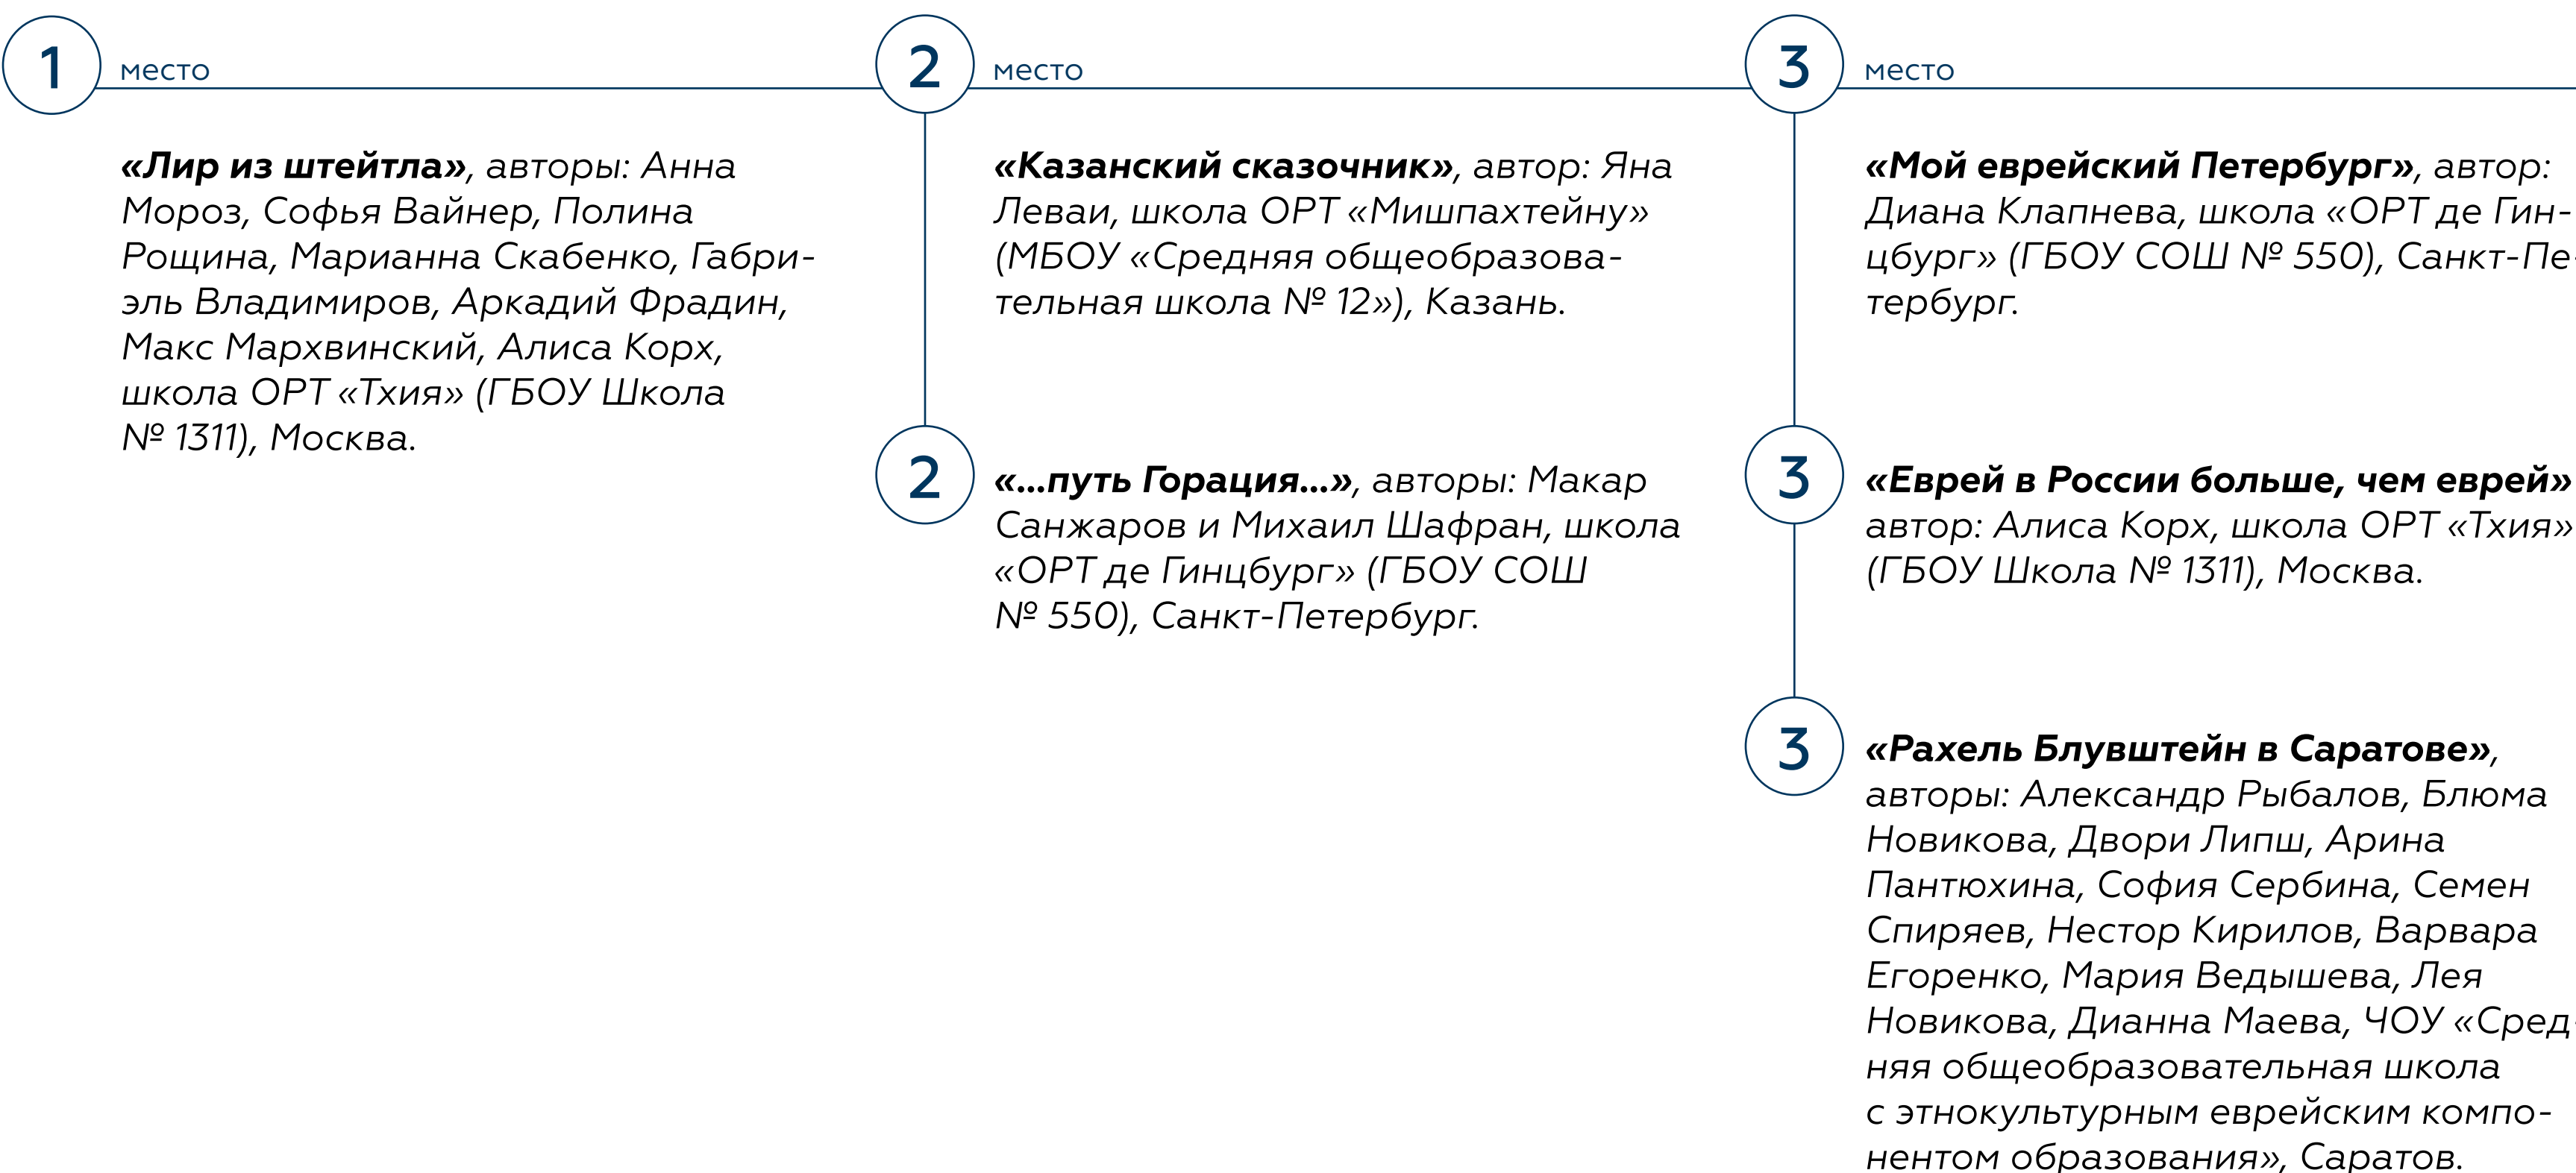 1 место
«Лир из штейтла», авторы: Анна
Мороз, Софья Вайнер, Полина
Рощина, Марианна Скабенко, Габри-
эль Владимиров, Аркадий Фрадин,
Макс Мархвинский, Алиса Корх,
школа ОРТ «Тхия» (ГБОУ Школа
№ 1311), Москва.
2 место
«Казанский сказочник», автор: Яна
Леваи, школа ОРТ «Мишпахтейну»
(МБОУ «Средняя общеобразова-
тельная школа № 12»), Казань.
2
«...путь Горация...», авторы: Макар
Санжаров и Михаил Шафран, школа
«ОРТ де Гинцбург» (ГБОУ СОШ
№ 550), Санкт-Петербург.
3 место
«Мой еврейский Петербург», автор:
Диана Клапнева, школа «ОРТ де Гин-
цбург» (ГБОУ СОШ № 550), Санкт-Пе-
тербург.
3
«Еврей в России больше, чем еврей»
автор: Алиса Корх, школа ОРТ «Тхия»
(ГБОУ Школа № 1311), Москва.
3
«Рахель Блувштейн в Саратове»,
авторы: Александр Рыбалов, Блюма
Новикова, Двори Липш, Арина
Пантюхина, София Сербина, Семен
Спиряев, Нестор Кирилов, Варвара
Егоренко, Мария Ведышева, Лея
Новикова, Дианна Маева, ЧОУ «Сред-
няя общеобразовательная школа
с этнокультурным еврейским компо-
нентом образования», Саратов.